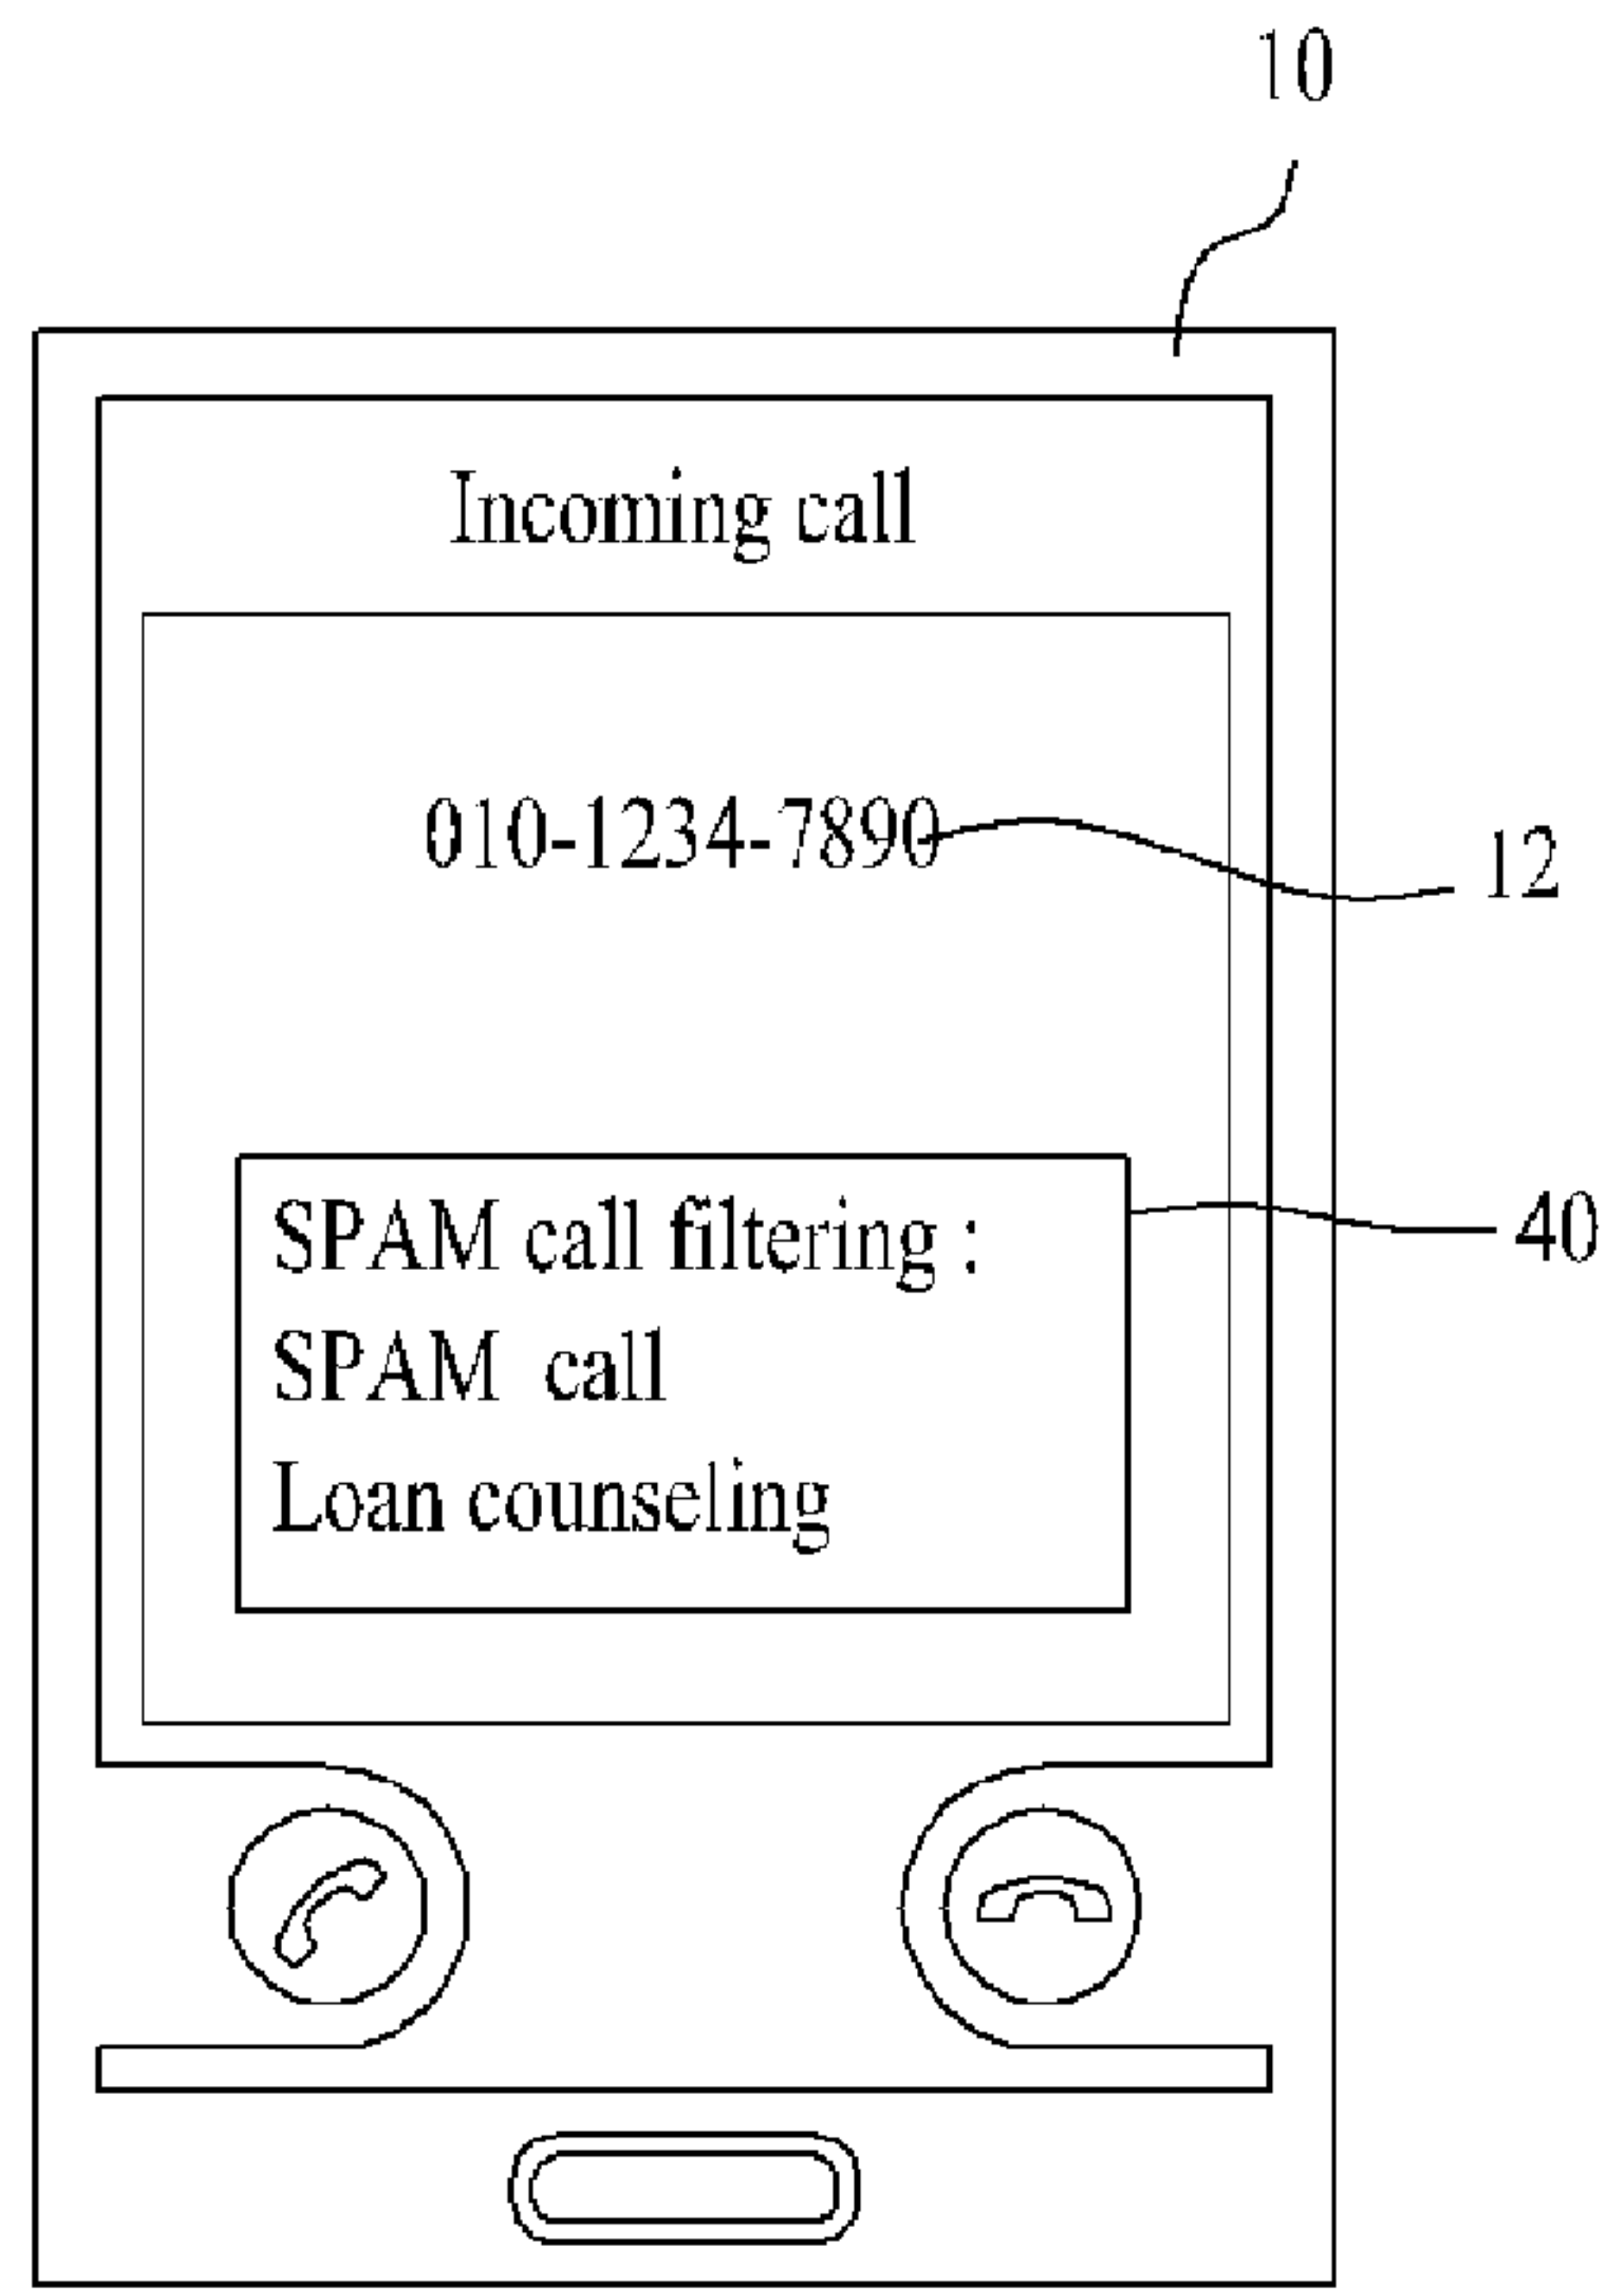 10
Incoming call
010-1234-7890
12
SPAM call filtering :
40
SPAM call
Loan counseling